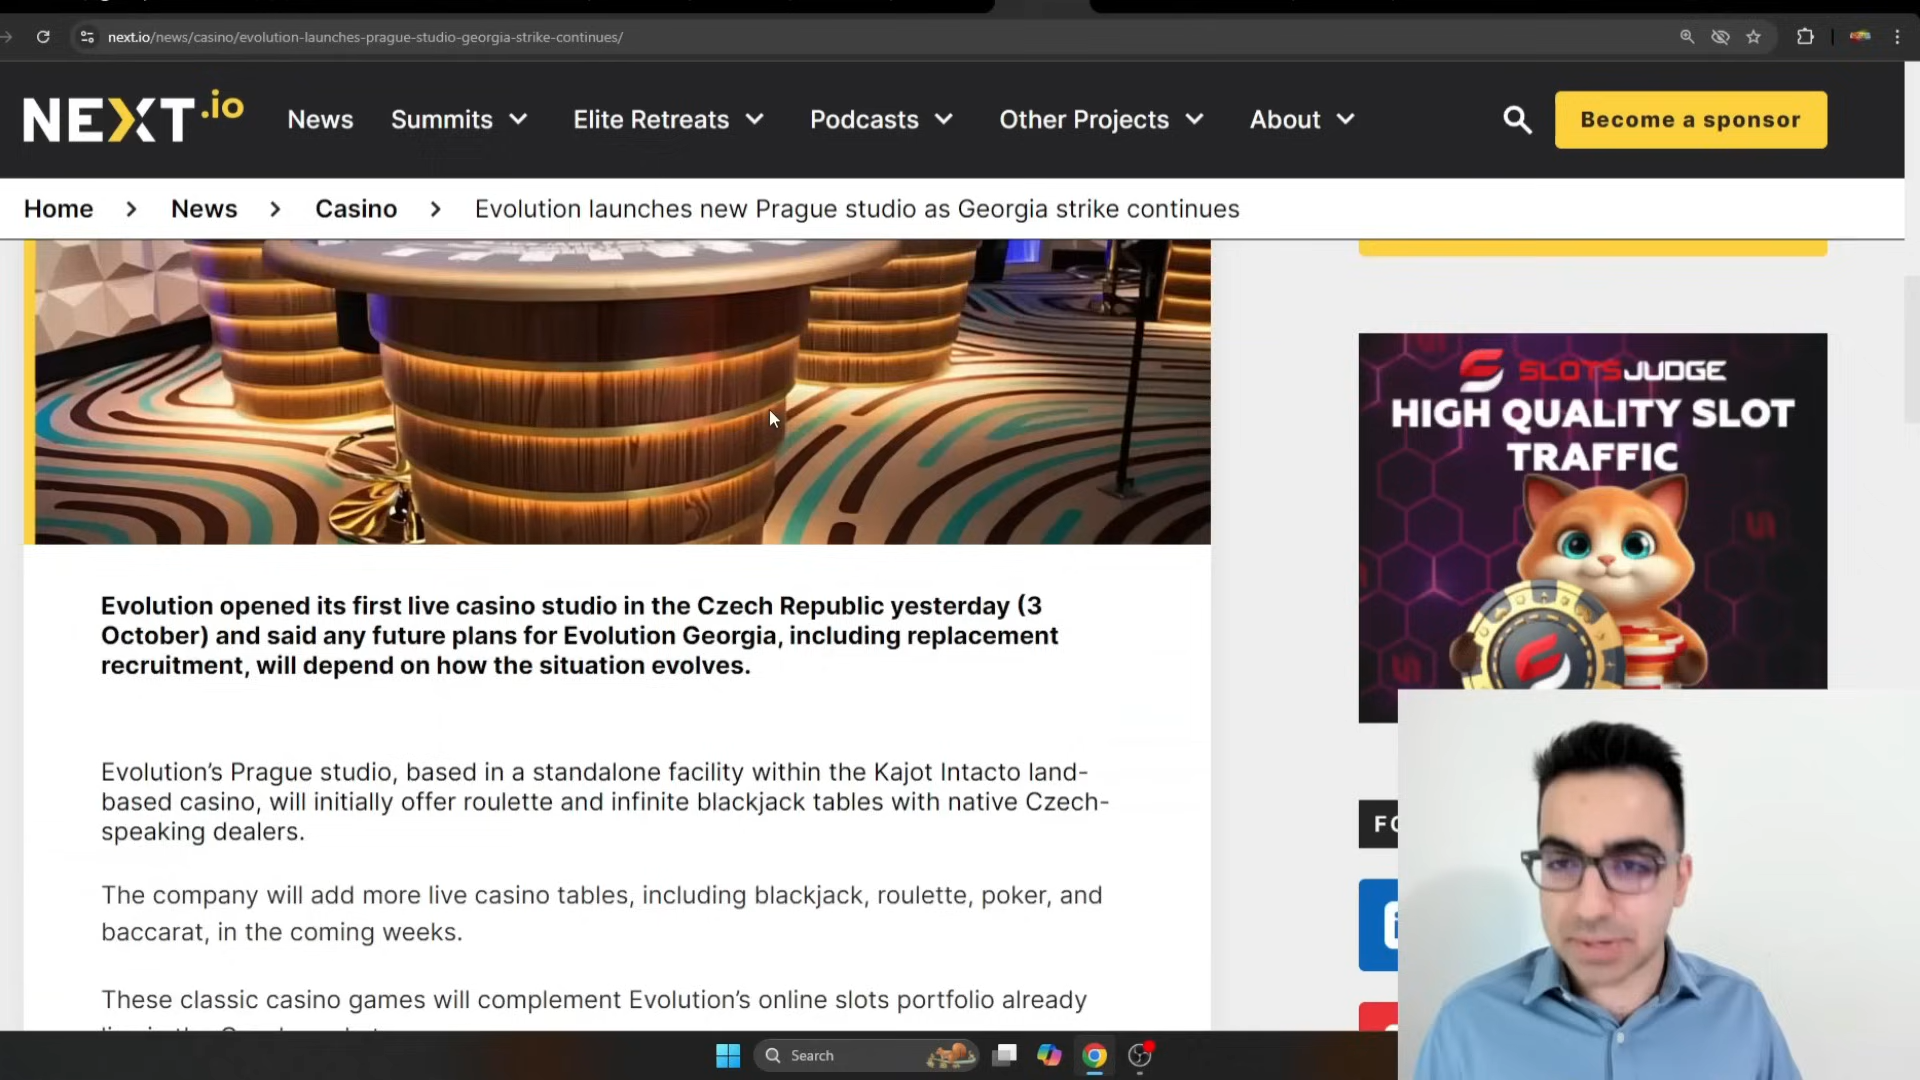 next.io/news/casino/evolution-launches-prague-studio-georgia-strike-continues/
NEXT.io
News
Summits
Elite Retreats
Podcasts
Other Projects
About
Become a sponsor
Home > News > Casino > Evolution launches new Prague studio as Georgia strike continues
SLOTSJUDGE
HIGH QUALITY SLOT
TRAFFIC
Evolution opened its first live casino studio in the Czech Republic yesterday (3
October) and said any future plans for Evolution Georgia, including replacement
recruitment, will depend on how the situation evolves.
Evolution’s Prague studio, based in a standalone facility within the Kajot Intacto land-
based casino, will initially offer roulette and infinite blackjack tables with native Czech-
speaking dealers.
The company will add more live casino tables, including blackjack, roulette, poker, and
baccarat, in the coming weeks.
These classic casino games will complement Evolution’s online slots portfolio already
Search